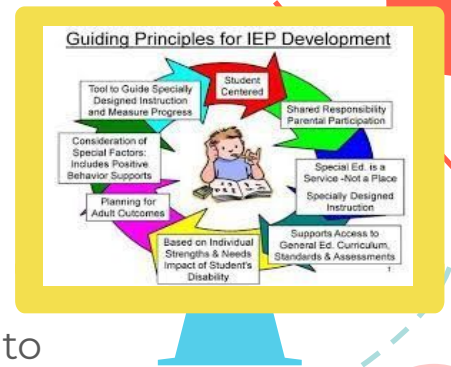 Guiding Principles for IEP Development
Student
Centered
Shared Responsibility
Parental Participation
Special Ed. is a
Service -Not a Place
Specially Designed
Instruction
Supports Access to
General Ed. Curriculum,
Standards & Assessments
Based on Individual
Strengths & Needs
Impact of Student's
Disability
Planning for
Adult Outcomes
Consideration of
Special Factors:
Includes Positive
Behavior Supports
Tool to Guide Specially
Designed Instruction
and Measure Progress
1
to